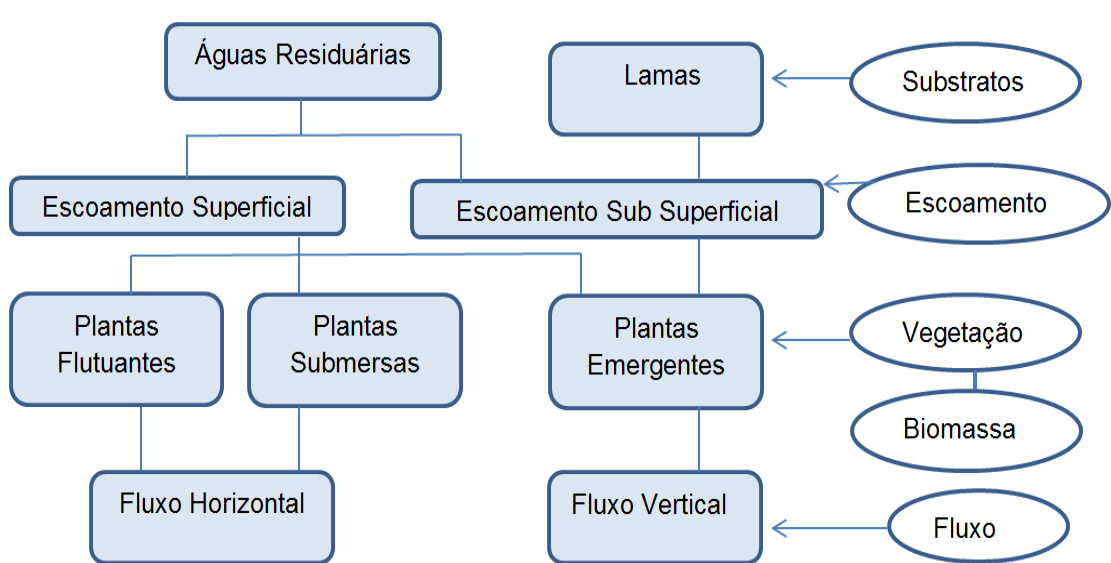 Águas Residuárias
Lamas
Substratos
Escoamento Superficial
Escoamento Sub Superficial
Escoamento
Plantas
Flutuantes
Plantas
Submersas
Plantas
Emergentes
Vegetação
Biomassa
Fluxo Horizontal
Fluxo Vertical
Fluxo